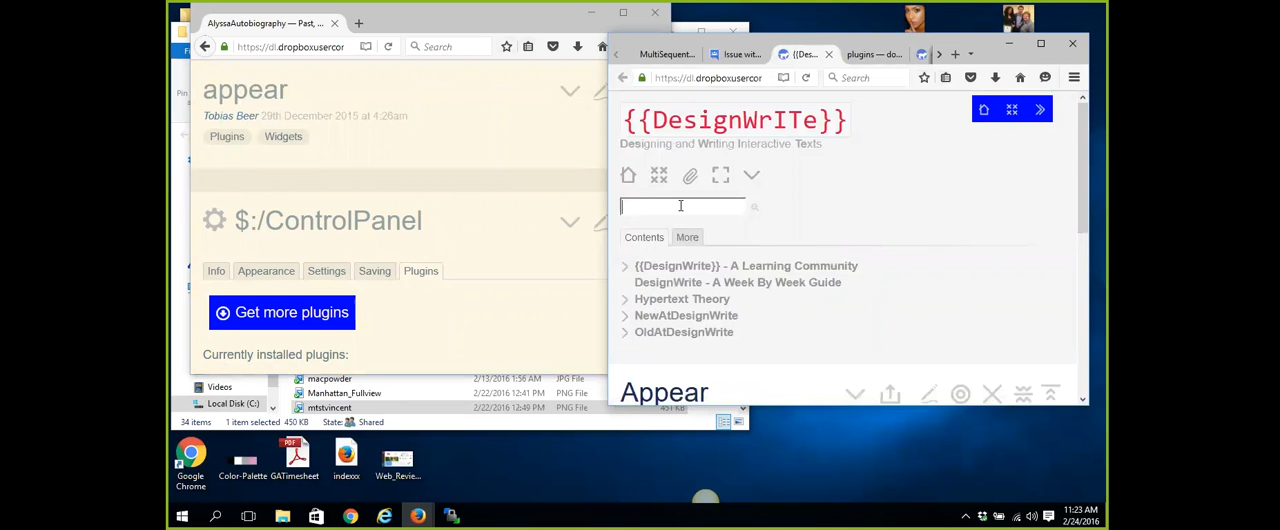 AlyssaAutobiography — Past, ...
https://dl.dropboxusercor
Search
appear
Tobias Beer 29th December 2015 at 4:26am
Plugins
Widgets
$:/ControlPanel
Info
Appearance
Settings
Saving
Plugins
Get more plugins
Currently installed plugins:
MultiSequent...
Issue wit...
{{Des...
plugins — do...
https://dl.dropboxusercor
Search
{{DesignWrITe}}
Designing and Writing Interactive Texts
Contents
More
{{DesignWrite}} - A Learning Community
DesignWrite - A Week By Week Guide
Hypertext Theory
NewAtDesignWrite
OldAtDesignWrite
Appear
Videos
Local Disk (C:)
macpowder 2/13/2016 1:56 AM JPG File
Manhattan_Fullview 2/22/2016 12:41 PM PNG File
mtstvincent 2/22/2016 12:49 PM PNG File 451 KB
34 items 1 item selected 450 KB State: Shared
Google Chrome
Color-Palette
PDF
GATimesheet
indexxx
Web_Revie...
11:23 AM
2/24/2016